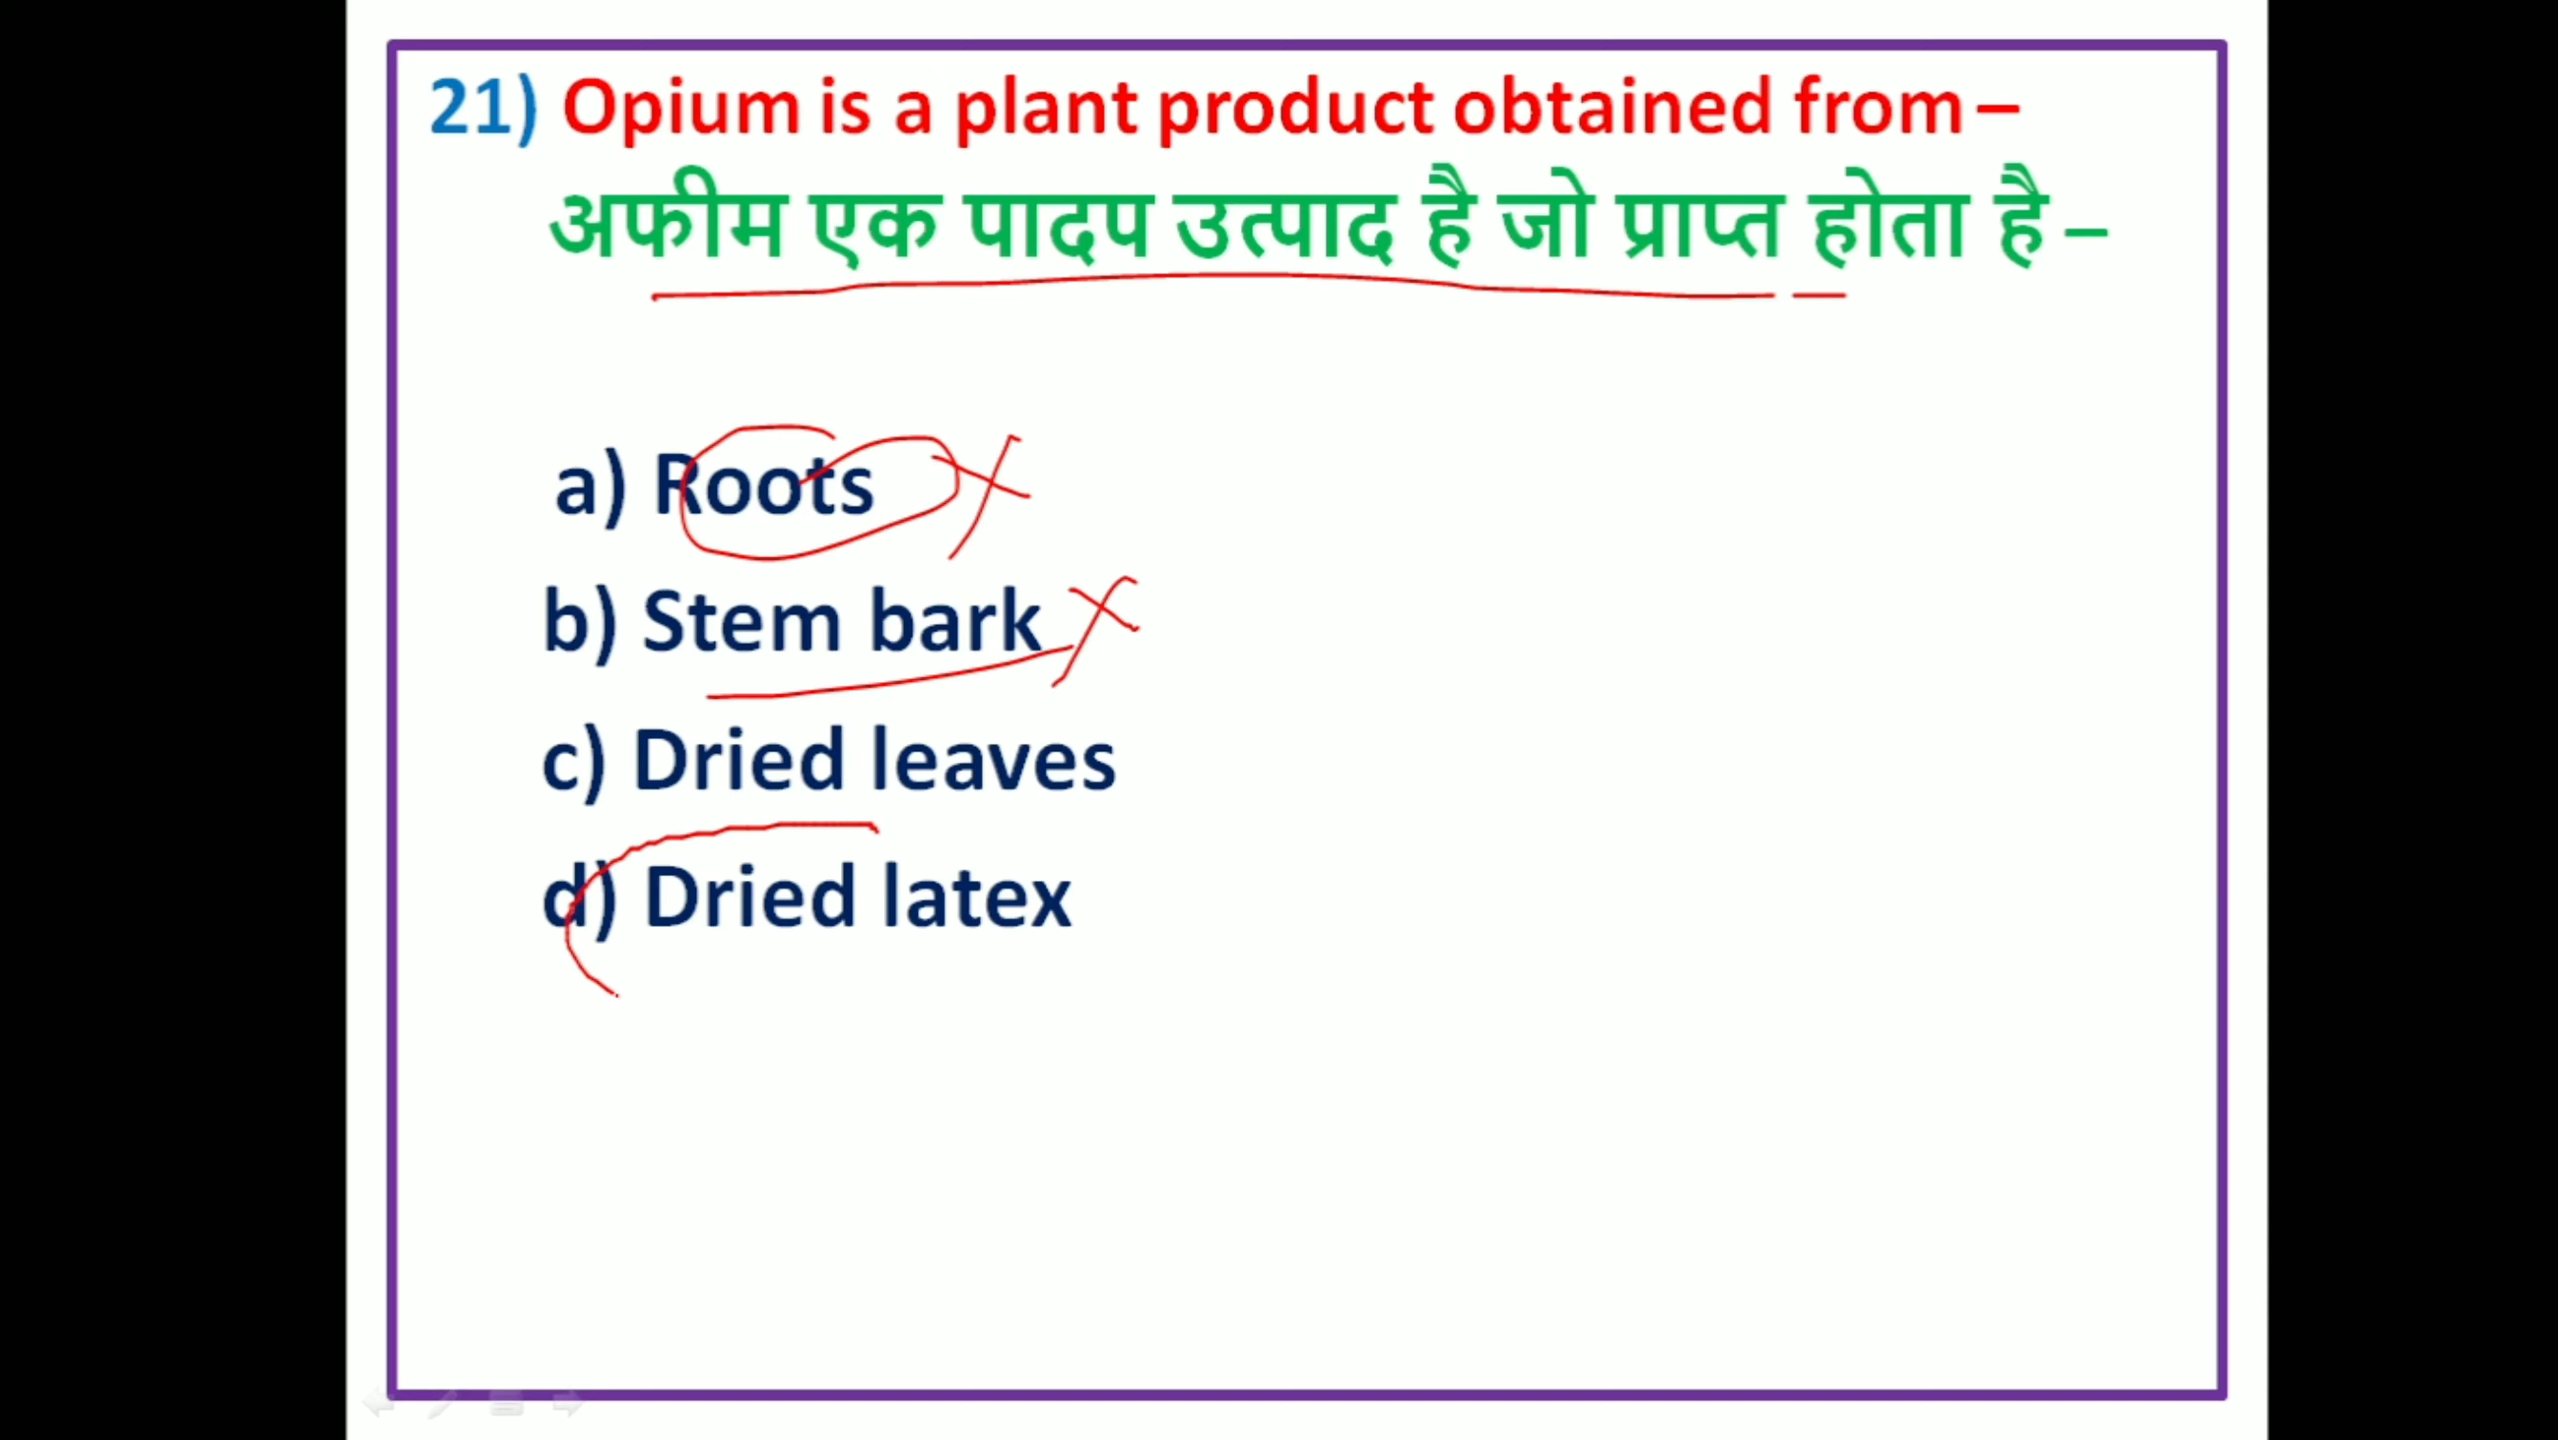 21) Opium is a plant product obtained from –
अफीम एक पादप उत्पाद है जो प्राप्त होता है –
a) Roots
b) Stem bark
c) Dried leaves
d) Dried latex